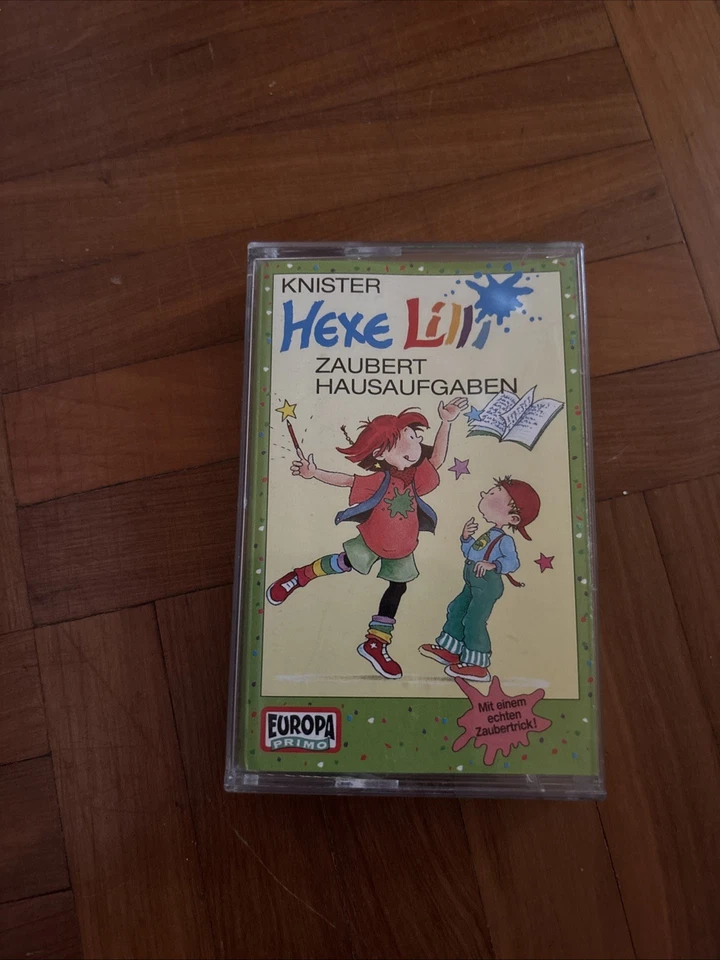 KNISTER
HEXE Lilli
ZAUBERT
HAUSAUFGABEN
EUROPA
PRIMO
Mit einem
echten
Zaubertrick!